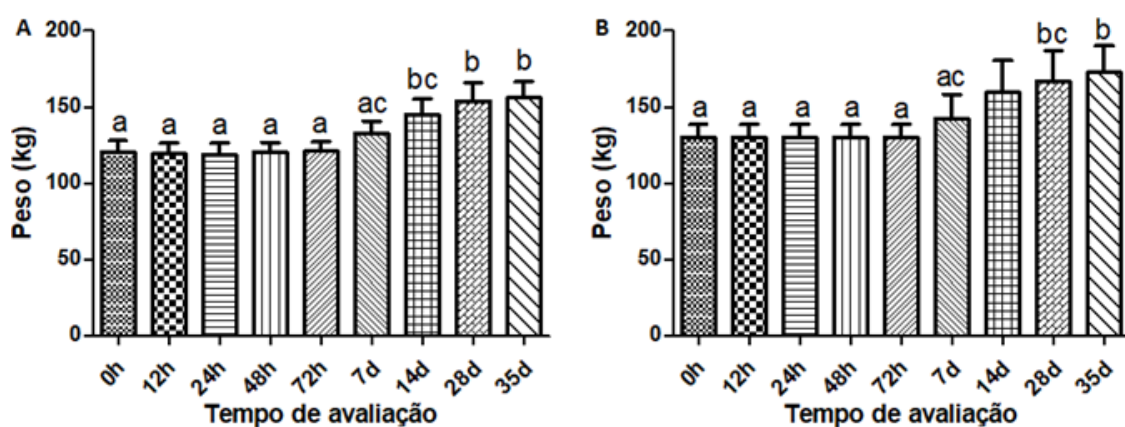 A
Peso (kg)
200
150
100
50
0
a a a a a ac bc b b
0h 12h 24h 48h 72h 7d 14d 28d 35d
Tempo de avaliação
B
Peso (kg)
200
150
100
50
0
a a a a a ac bc b
0h 12h 24h 48h 72h 7d 14d 28d 35d
Tempo de avaliação